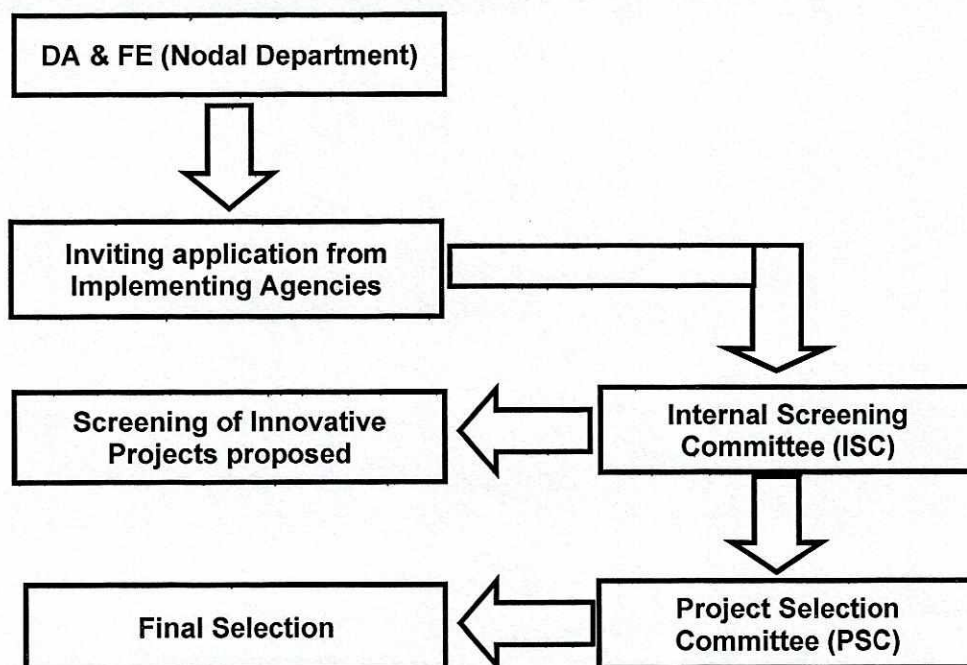 DA & FE (Nodal Department)
Inviting application from
Implementing Agencies
Screening of Innovative
Projects proposed
Internal Screening
Committee (ISC)
Final Selection
Project Selection
Committee (PSC)